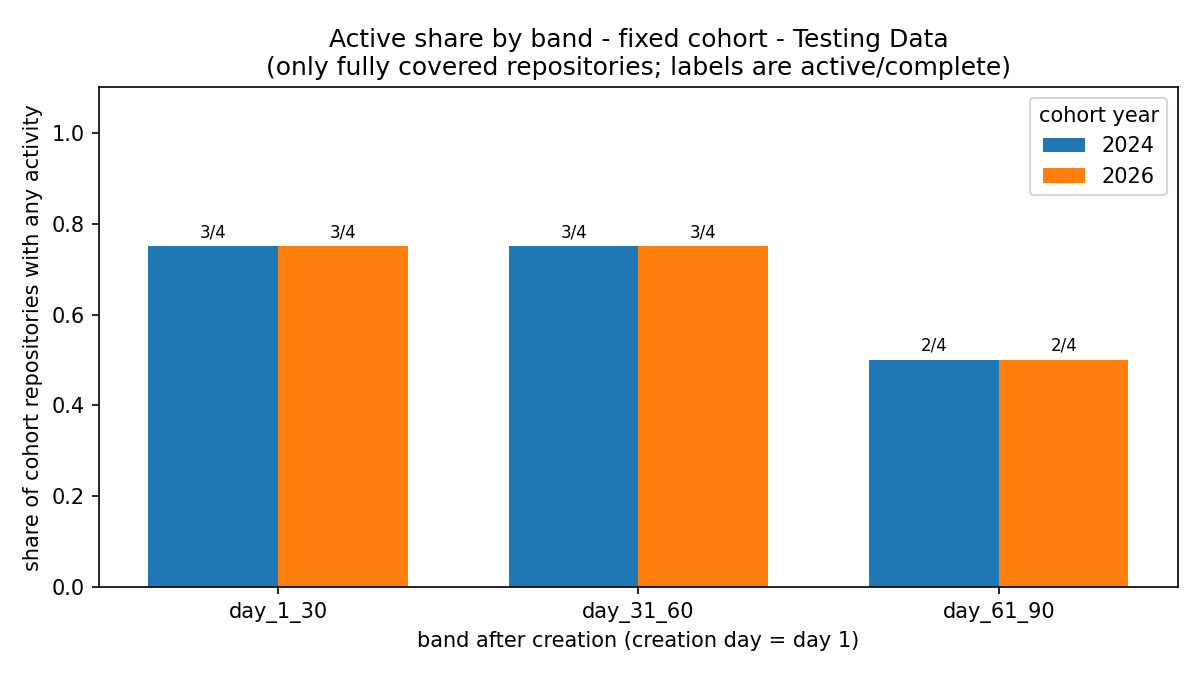 Active share by band - fixed cohort - Testing Data
(only fully covered repositories; labels are active/complete)
share of cohort repositories with any activity
1.0
0.8
0.6
0.4
0.2
0.0
cohort year
2024
2026
3/4
3/4
3/4
3/4
2/4
2/4
day_1_30
day_31_60
day_61_90
band after creation (creation day = day 1)